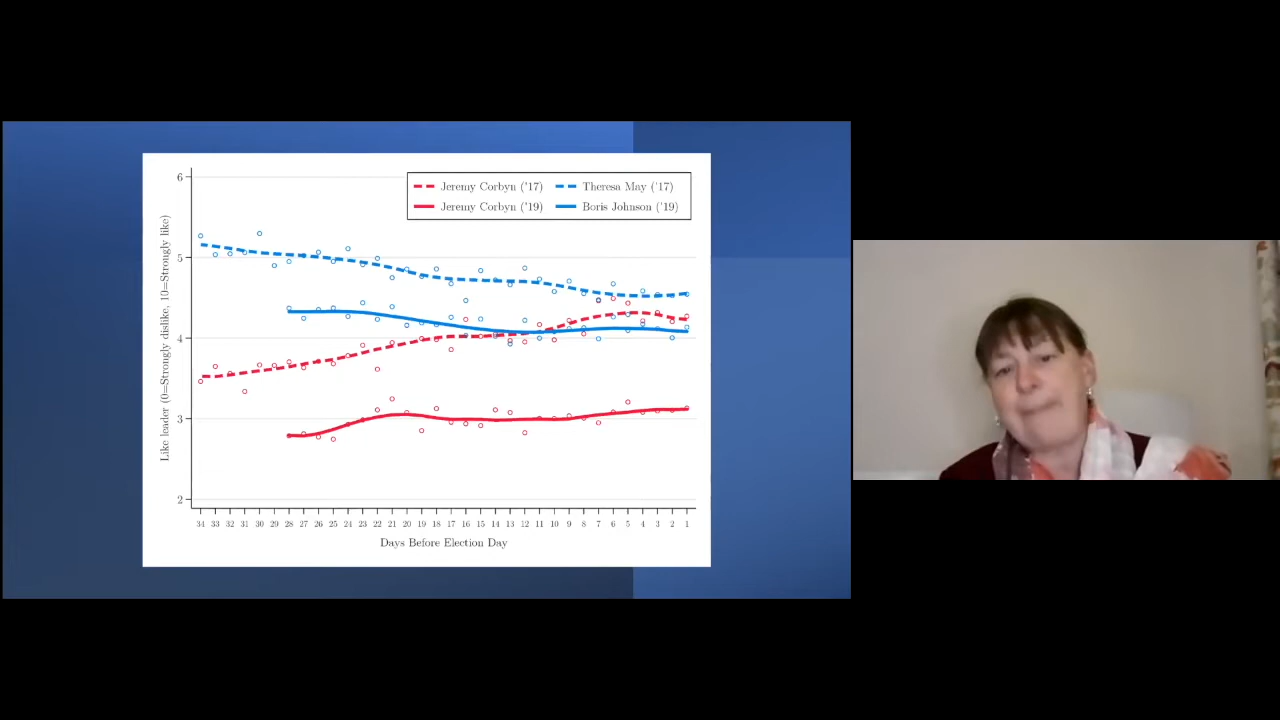 Jeremy Corbyn ('17) Theresa May ('17)
Jeremy Corbyn ('19) Boris Johnson ('19)
Like leader (0=Strongly dislike, 10=Strongly like)
6
5
4
3
2
34 33 32 31 30 29 28 27 26 25 24 23 22 21 20 19 18 17 16 15 14 13 12 11 10 9 8 7 6 5 4 3 2 1
Days Before Election Day